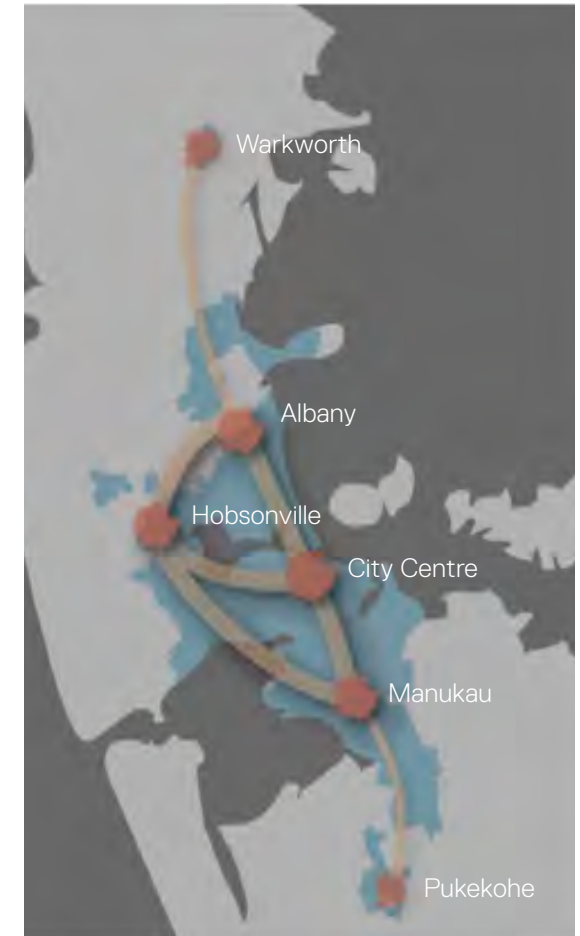 Warkworth
Albany
Hobsonville
City Centre
Manukau
Pukekohe